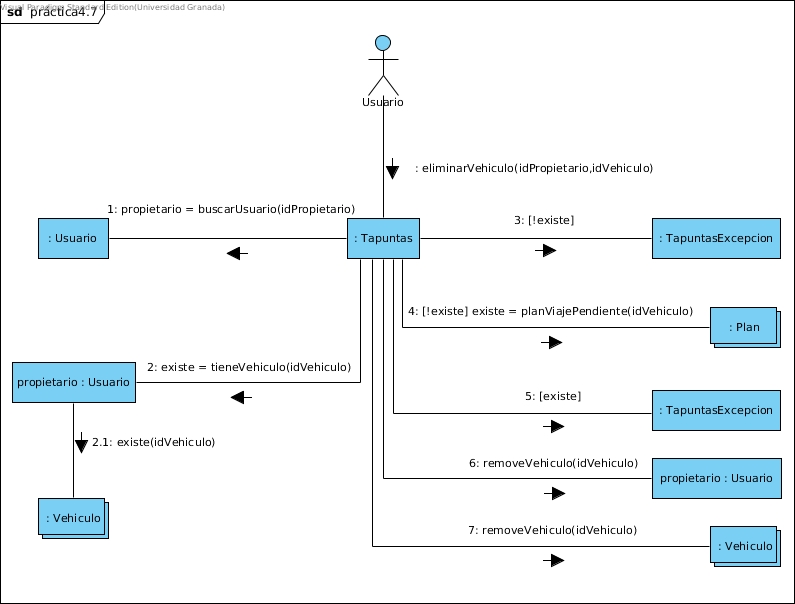 Visual Paradigm Standard Edition(Universidad Granada)
sd practica4.7
Usuario
: eliminarVehiculo(idPropietario,idVehiculo)
1: propietario = buscarUsuario(idPropietario)
3: [!existe]
: Usuario
: Tapuntas
: TapuntasExcepcion
4: [!existe] existe = planViajePendiente(idVehiculo)
: Plan
2: existe = tieneVehiculo(idVehiculo)
propietario : Usuario
5: [existe]
: TapuntasExcepcion
2.1: existe(idVehiculo)
6: removeVehiculo(idVehiculo)
propietario : Usuario
: Vehiculo
7: removeVehiculo(idVehiculo)
: Vehiculo